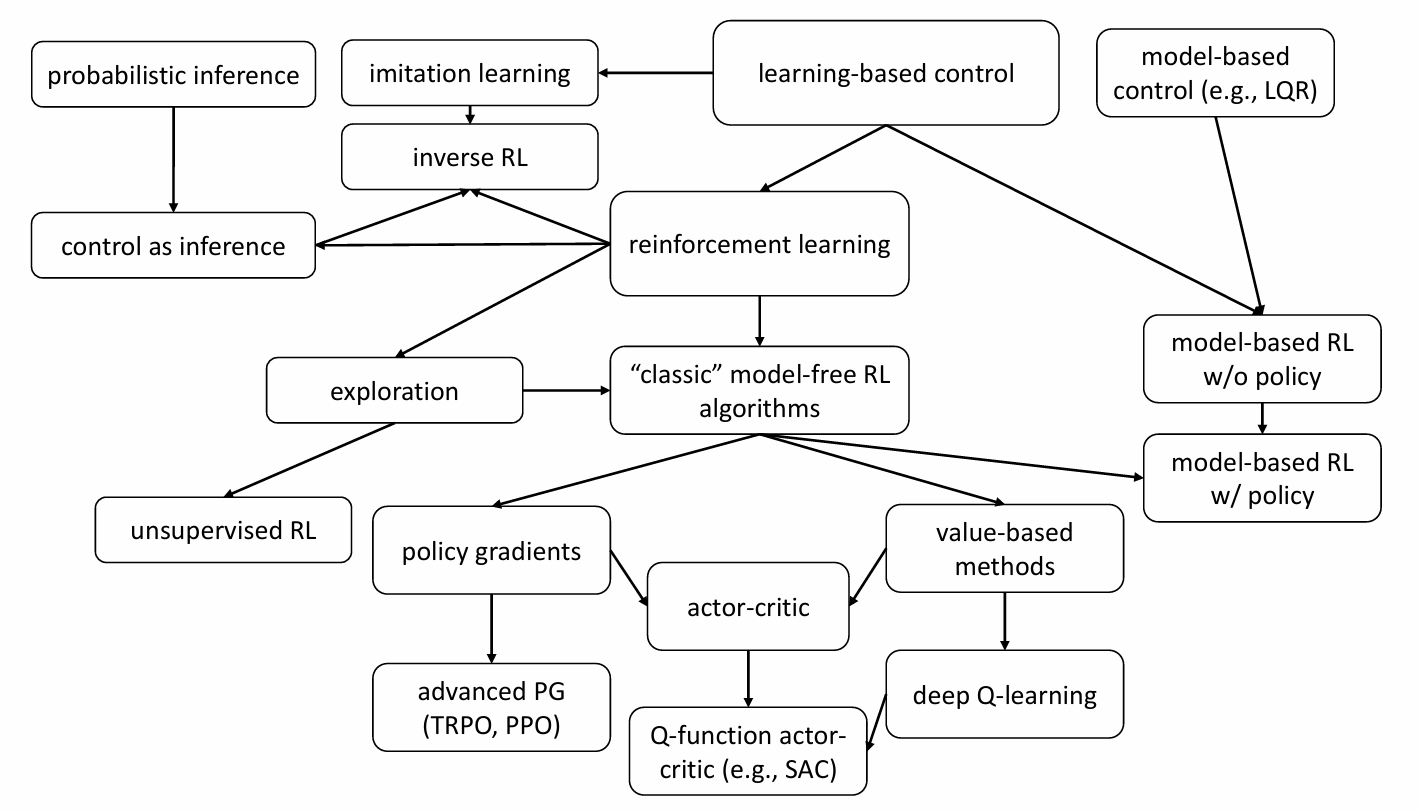 probabilistic inference
imitation learning
learning-based control
model-based
control (e.g., LQR)
inverse RL
control as inference
reinforcement learning
exploration
“classic” model-free RL
algorithms
model-based RL
w/o policy
model-based RL
w/ policy
unsupervised RL
policy gradients
value-based
methods
actor-critic
advanced PG
(TRPO, PPO)
deep Q-learning
Q-function actor-
critic (e.g., SAC)